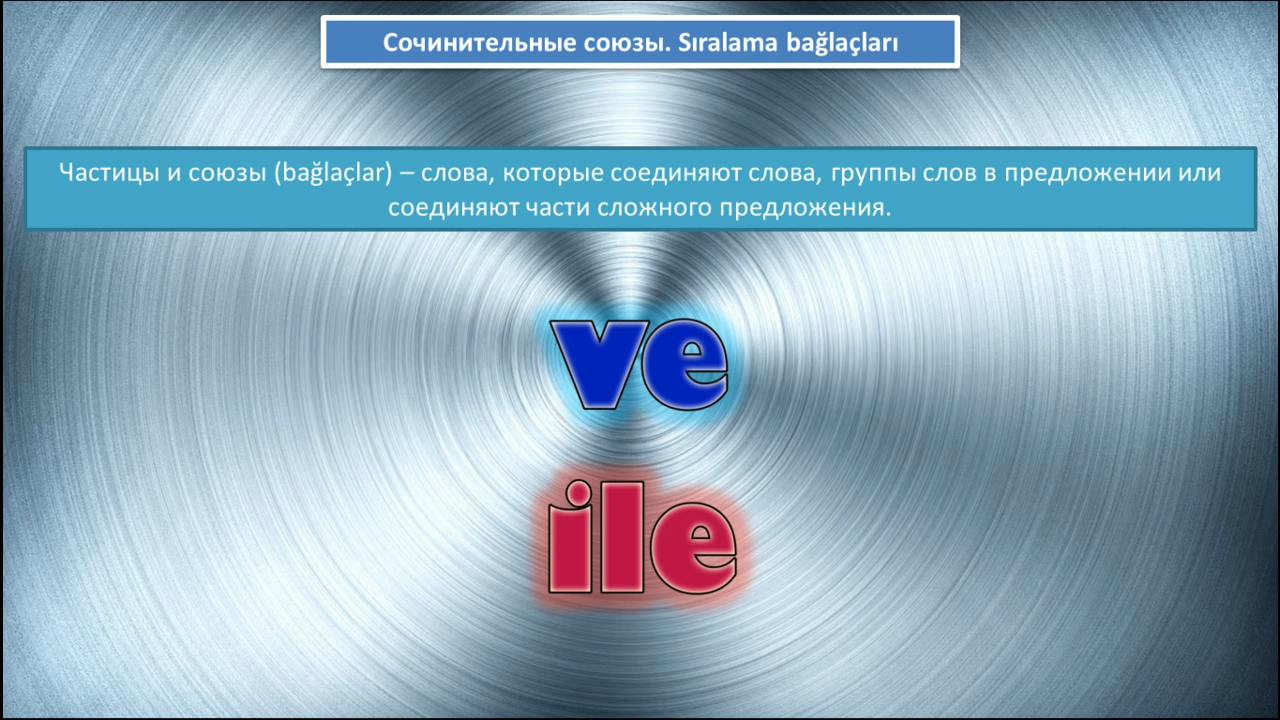 Сочинительные союзы. Sıralama bağlaçları
Частицы и союзы (bağlaçlar) – слова, которые соединяют слова, группы слов в предложении или
соединяют части сложного предложения.
ve
ile